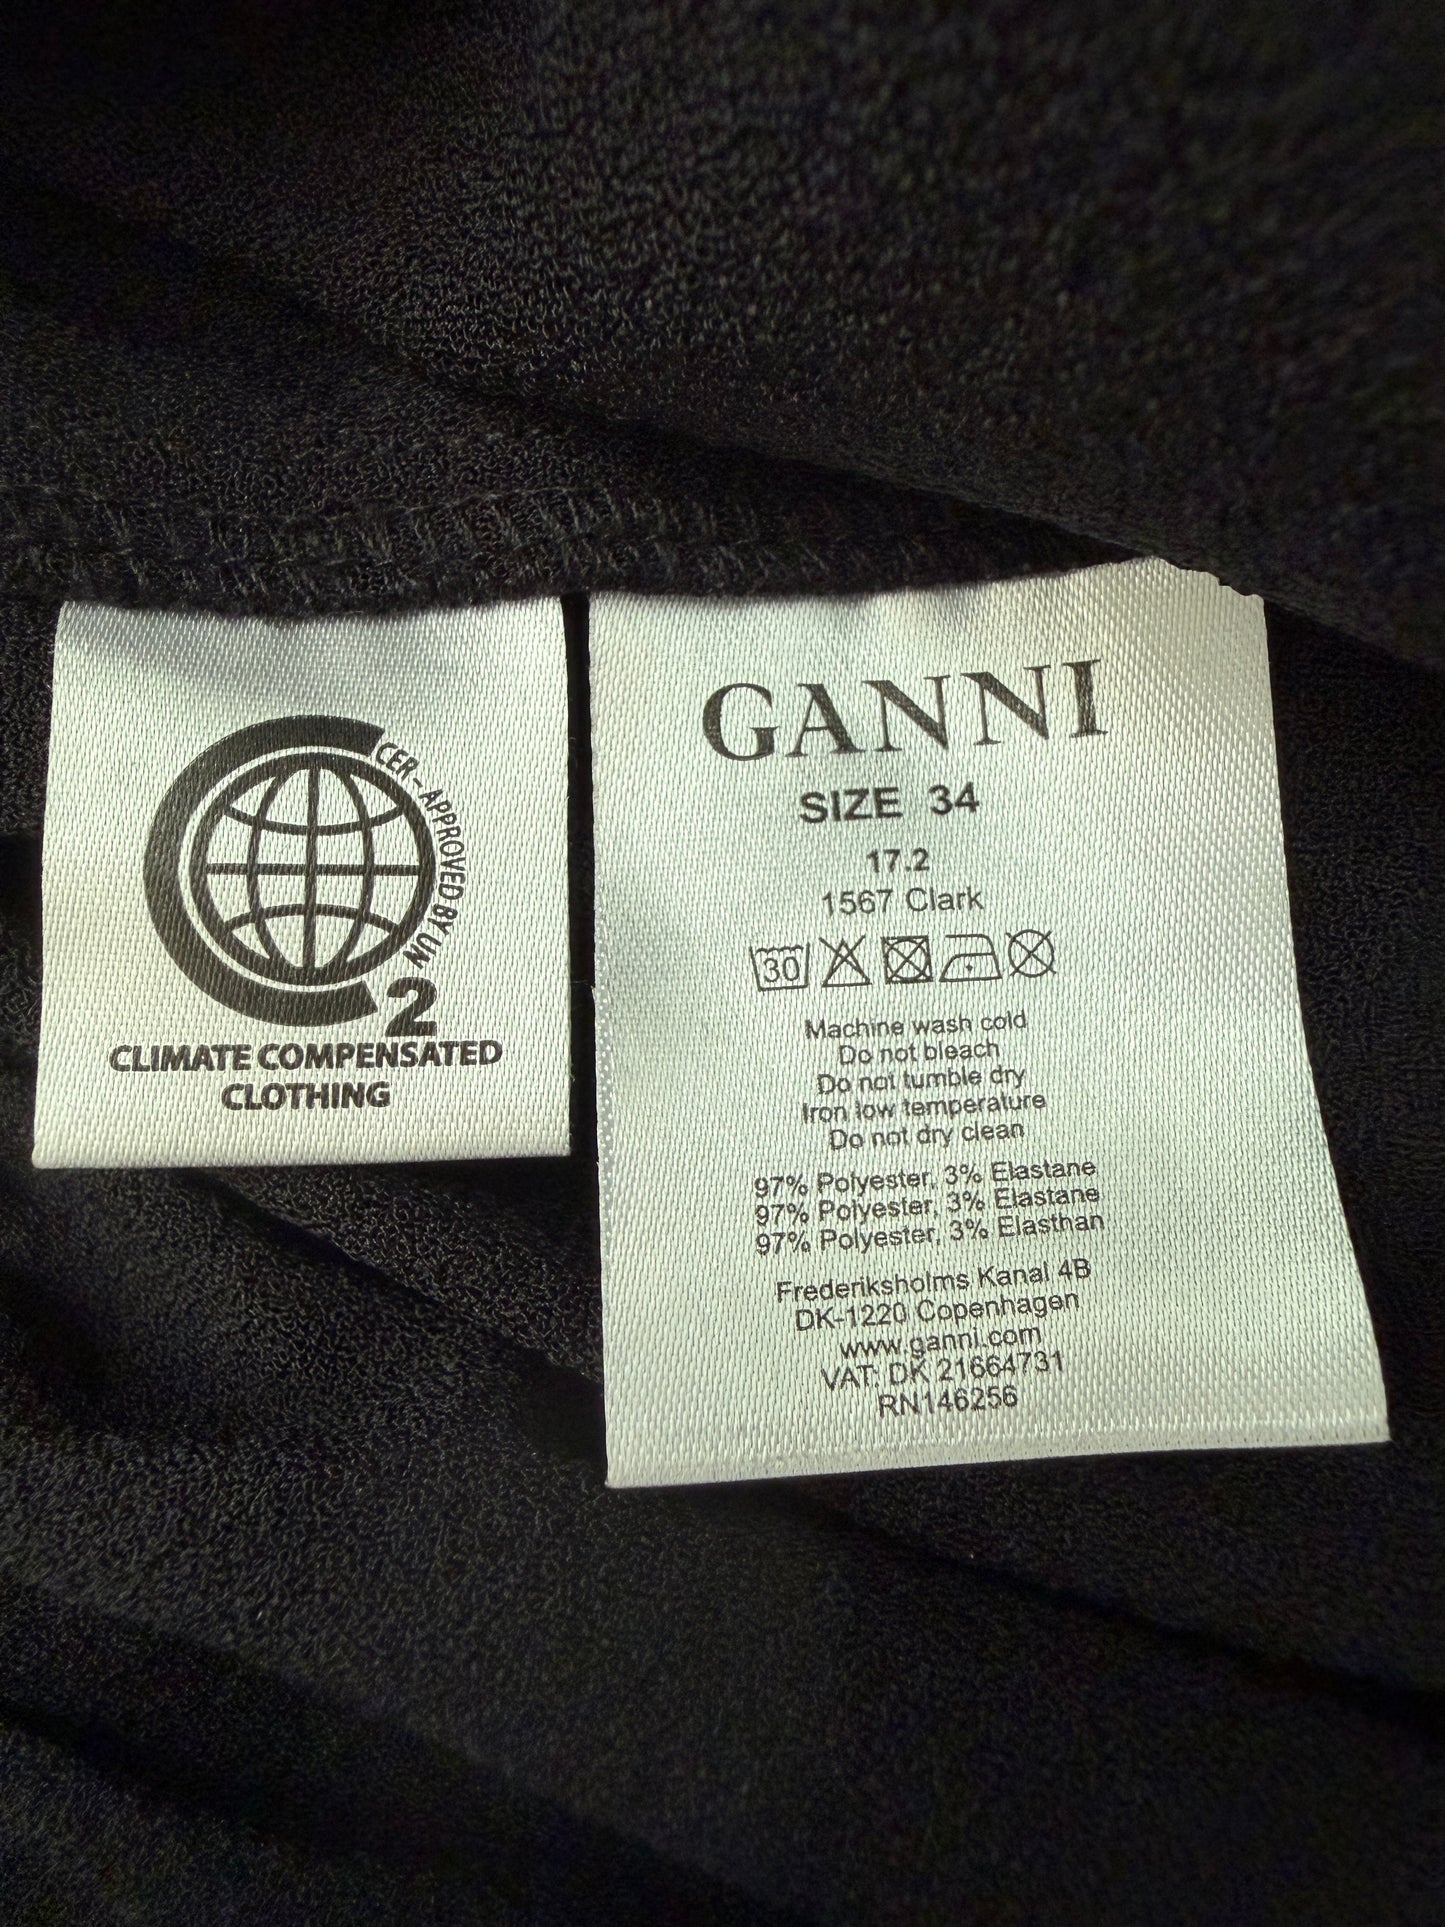 CER - APPROVED BY UN
2
CLIMATE COMPENSATED
CLOTHING
GANNI
SIZE 34
17.2
1567 Clark
30
Machine wash cold
Do not bleach
Do not tumble dry
Iron low temperature
Do not dry clean
97% Polyester, 3% Elastane
97% Polyester, 3% Elastane
97% Polyester, 3% Elasthan
Frederiksholms Kanal 4B
DK-1220 Copenhagen
www.ganni.com
VAT: DK 21664731
RN146256